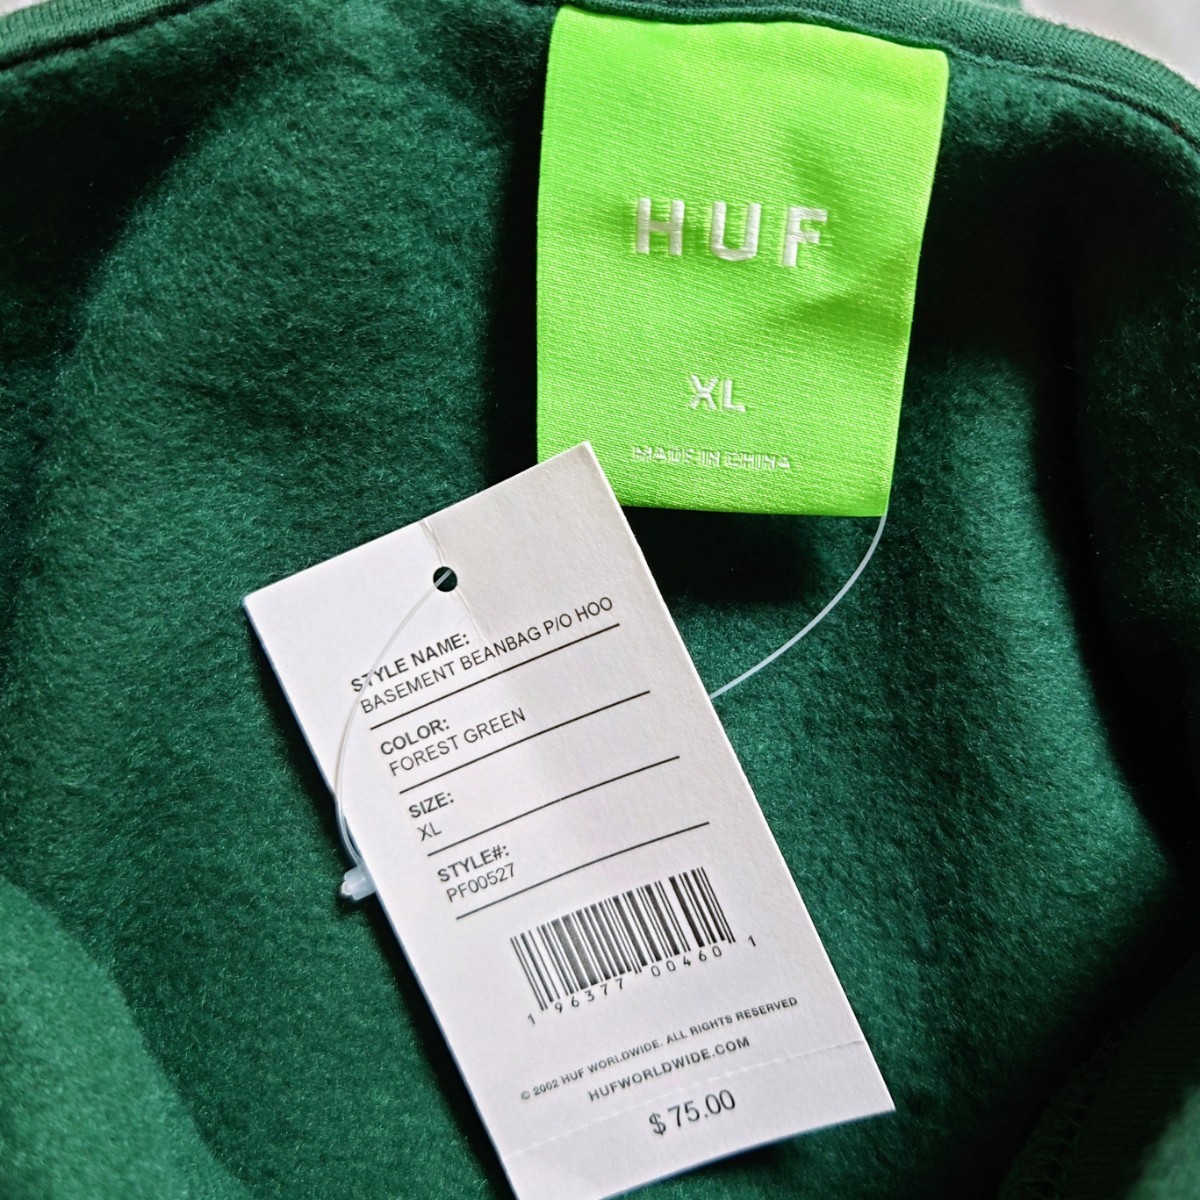 HUF
XL
MADE IN CHINA
STYLE NAME:
BASEMENT BEANBAG P/O HOO
COLOR:
FOREST GREEN
SIZE:
XL
STYLE#:
PF00527
1 96377 00460 1
© 2002 HUF WORLDWIDE. ALL RIGHTS RESERVED
HUFWORLDWIDE.COM
$75.00